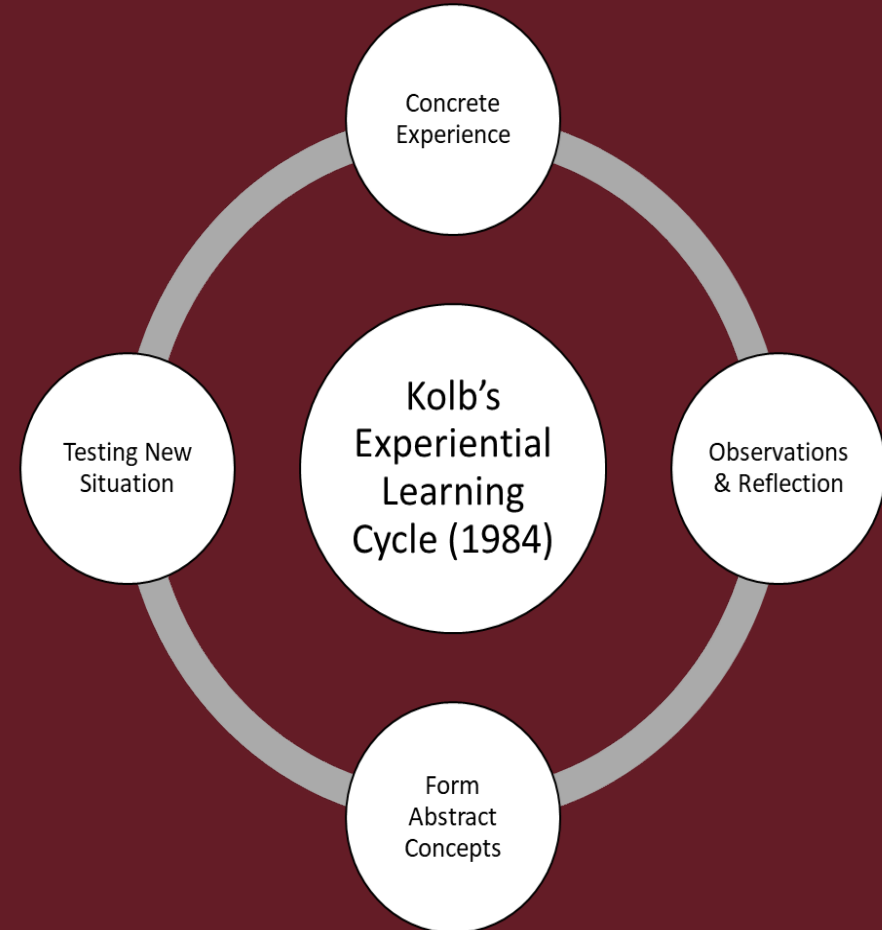 Concrete
Experience
Kolb’s
Experiential
Learning
Cycle (1984)
Testing New
Situation
Observations
& Reflection
Form
Abstract
Concepts